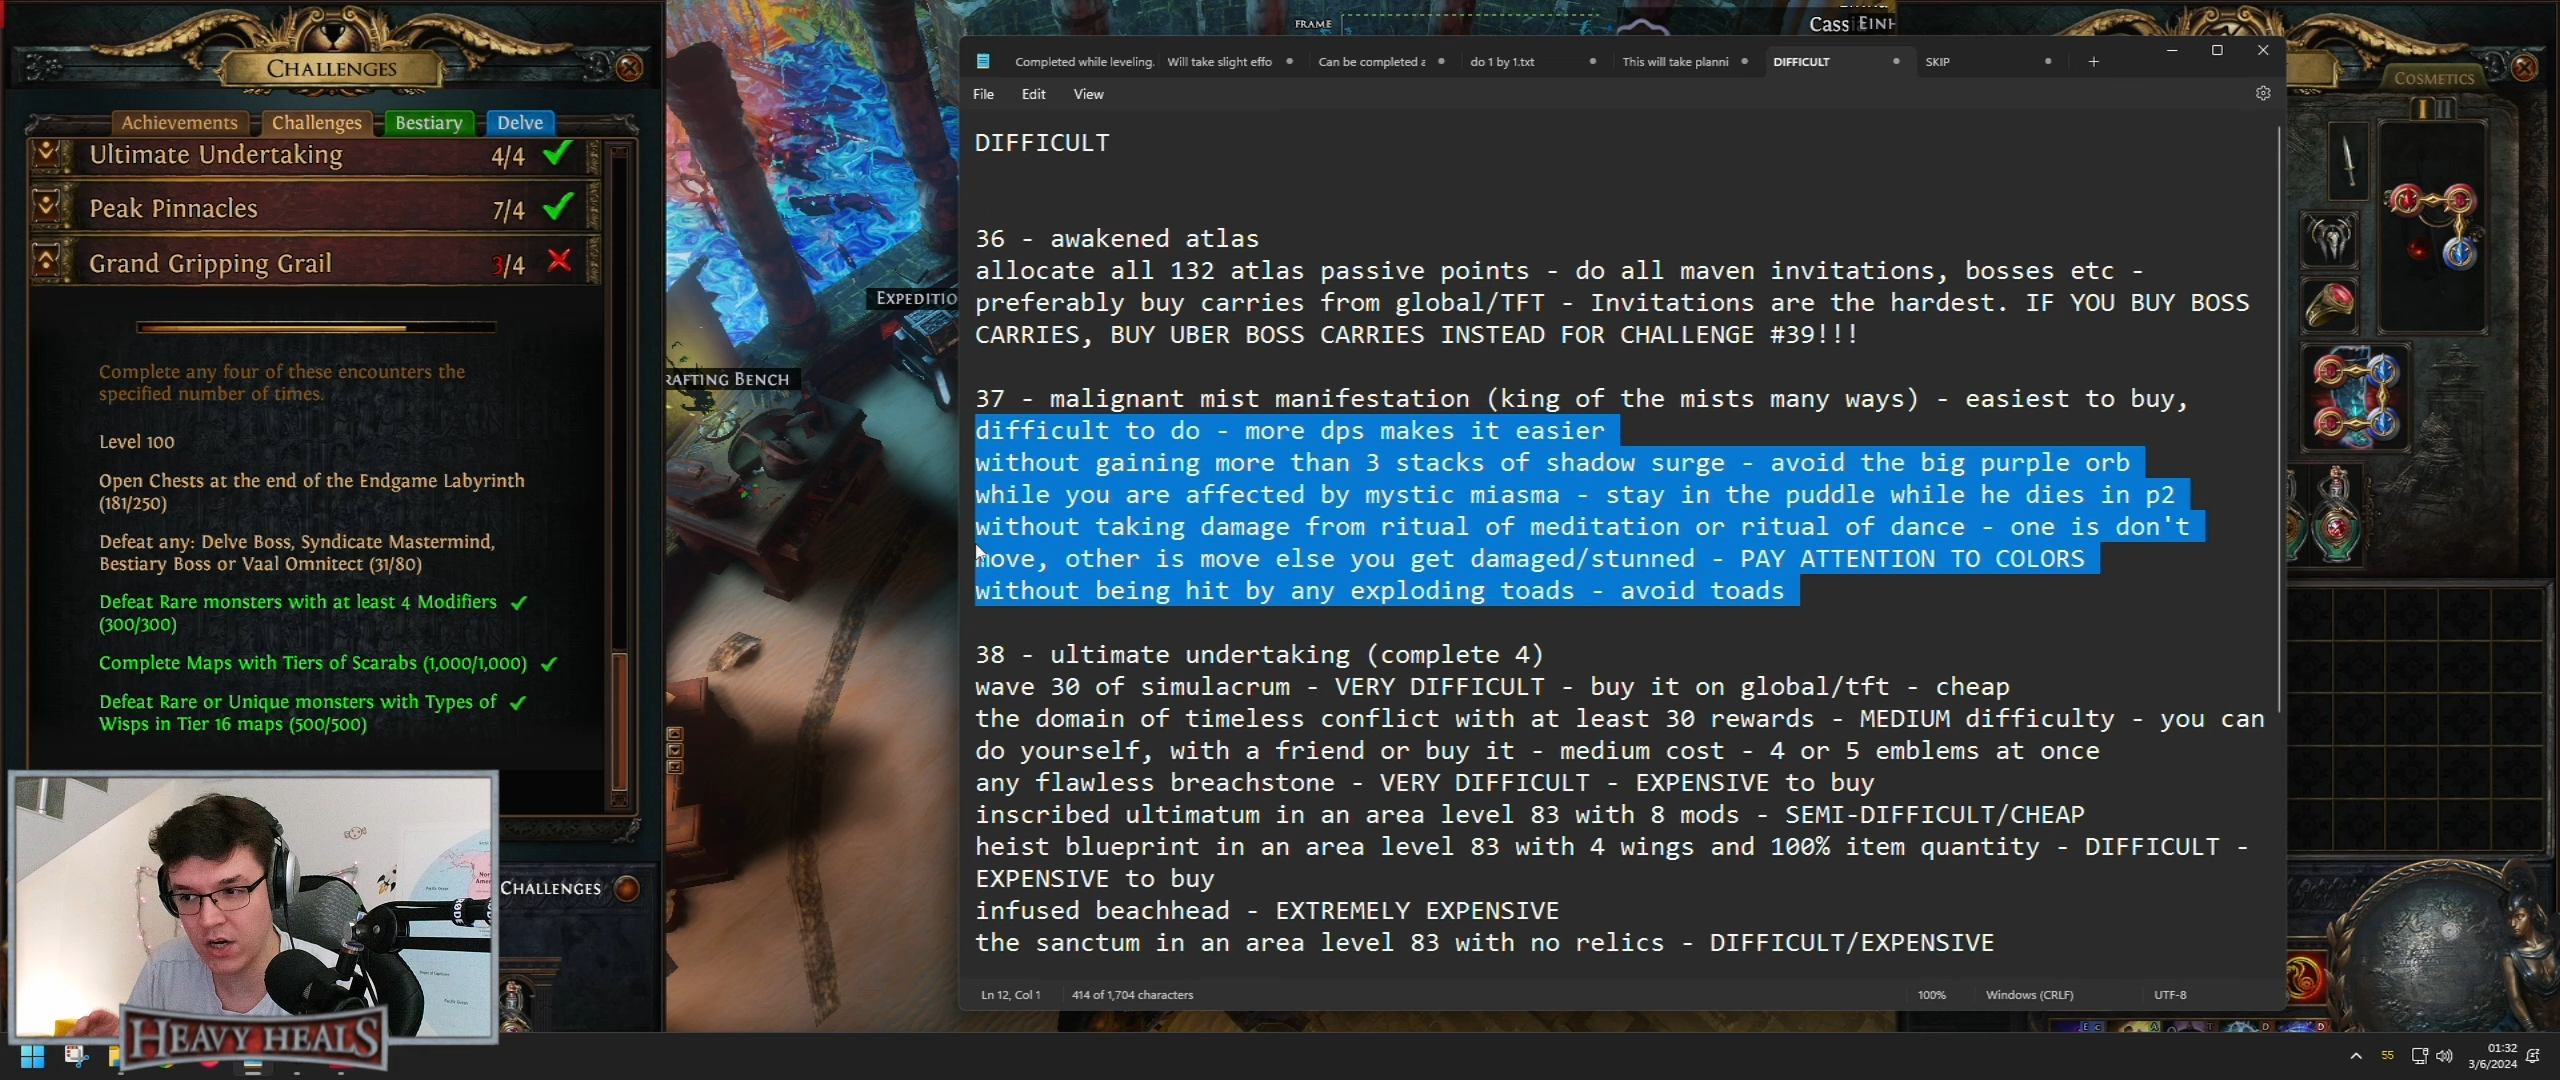 CHALLENGES
Achievements
Challenges
Bestiary
Delve
Ultimate Undertaking 4/4
Peak Pinnacles 7/4
Grand Gripping Grail 3/4
Complete any four of these encounters the
specified number of times.
Level 100
Open Chests at the end of the Endgame Labyrinth
(181/250)
Defeat any: Delve Boss, Syndicate Mastermind,
Bestiary Boss or Vaal Omnitect (31/80)
Defeat Rare monsters with at least 4 Modifiers
(300/300)
Complete Maps with Tiers of Scarabs (1,000/1,000)
Defeat Rare or Unique monsters with Types of
Wisps in Tier 16 maps (500/500)
CHALLENGES
HEAVY HEALS
EXPEDITIO
RAFTING BENCH
FRAME
Cass
EINH
COSMETICS
I II
Completed while leveling.
Will take slight effo
Can be completed a
do 1 by 1.txt
This will take planni
DIFFICULT
SKIP
File Edit View
DIFFICULT
36 - awakened atlas
allocate all 132 atlas passive points - do all maven invitations, bosses etc -
preferably buy carries from global/TFT - Invitations are the hardest. IF YOU BUY BOSS
CARRIES, BUY UBER BOSS CARRIES INSTEAD FOR CHALLENGE #39!!!
37 - malignant mist manifestation (king of the mists many ways) - easiest to buy,
difficult to do - more dps makes it easier
without gaining more than 3 stacks of shadow surge - avoid the big purple orb
while you are affected by mystic miasma - stay in the puddle while he dies in p2
without taking damage from ritual of meditation or ritual of dance - one is don't
move, other is move else you get damaged/stunned - PAY ATTENTION TO COLORS
without being hit by any exploding toads - avoid toads
38 - ultimate undertaking (complete 4)
wave 30 of simulacrum - VERY DIFFICULT - buy it on global/tft - cheap
the domain of timeless conflict with at least 30 rewards - MEDIUM difficulty - you can
do yourself, with a friend or buy it - medium cost - 4 or 5 emblems at once
any flawless breachstone - VERY DIFFICULT - EXPENSIVE to buy
inscribed ultimatum in an area level 83 with 8 mods - SEMI-DIFFICULT/CHEAP
heist blueprint in an area level 83 with 4 wings and 100% item quantity - DIFFICULT -
EXPENSIVE to buy
infused beachhead - EXTREMELY EXPENSIVE
the sanctum in an area level 83 with no relics - DIFFICULT/EXPENSIVE
Ln 12, Col 1
414 of 1,704 characters
100%
Windows (CRLF)
UTF-8
55
01:32
3/6/2024